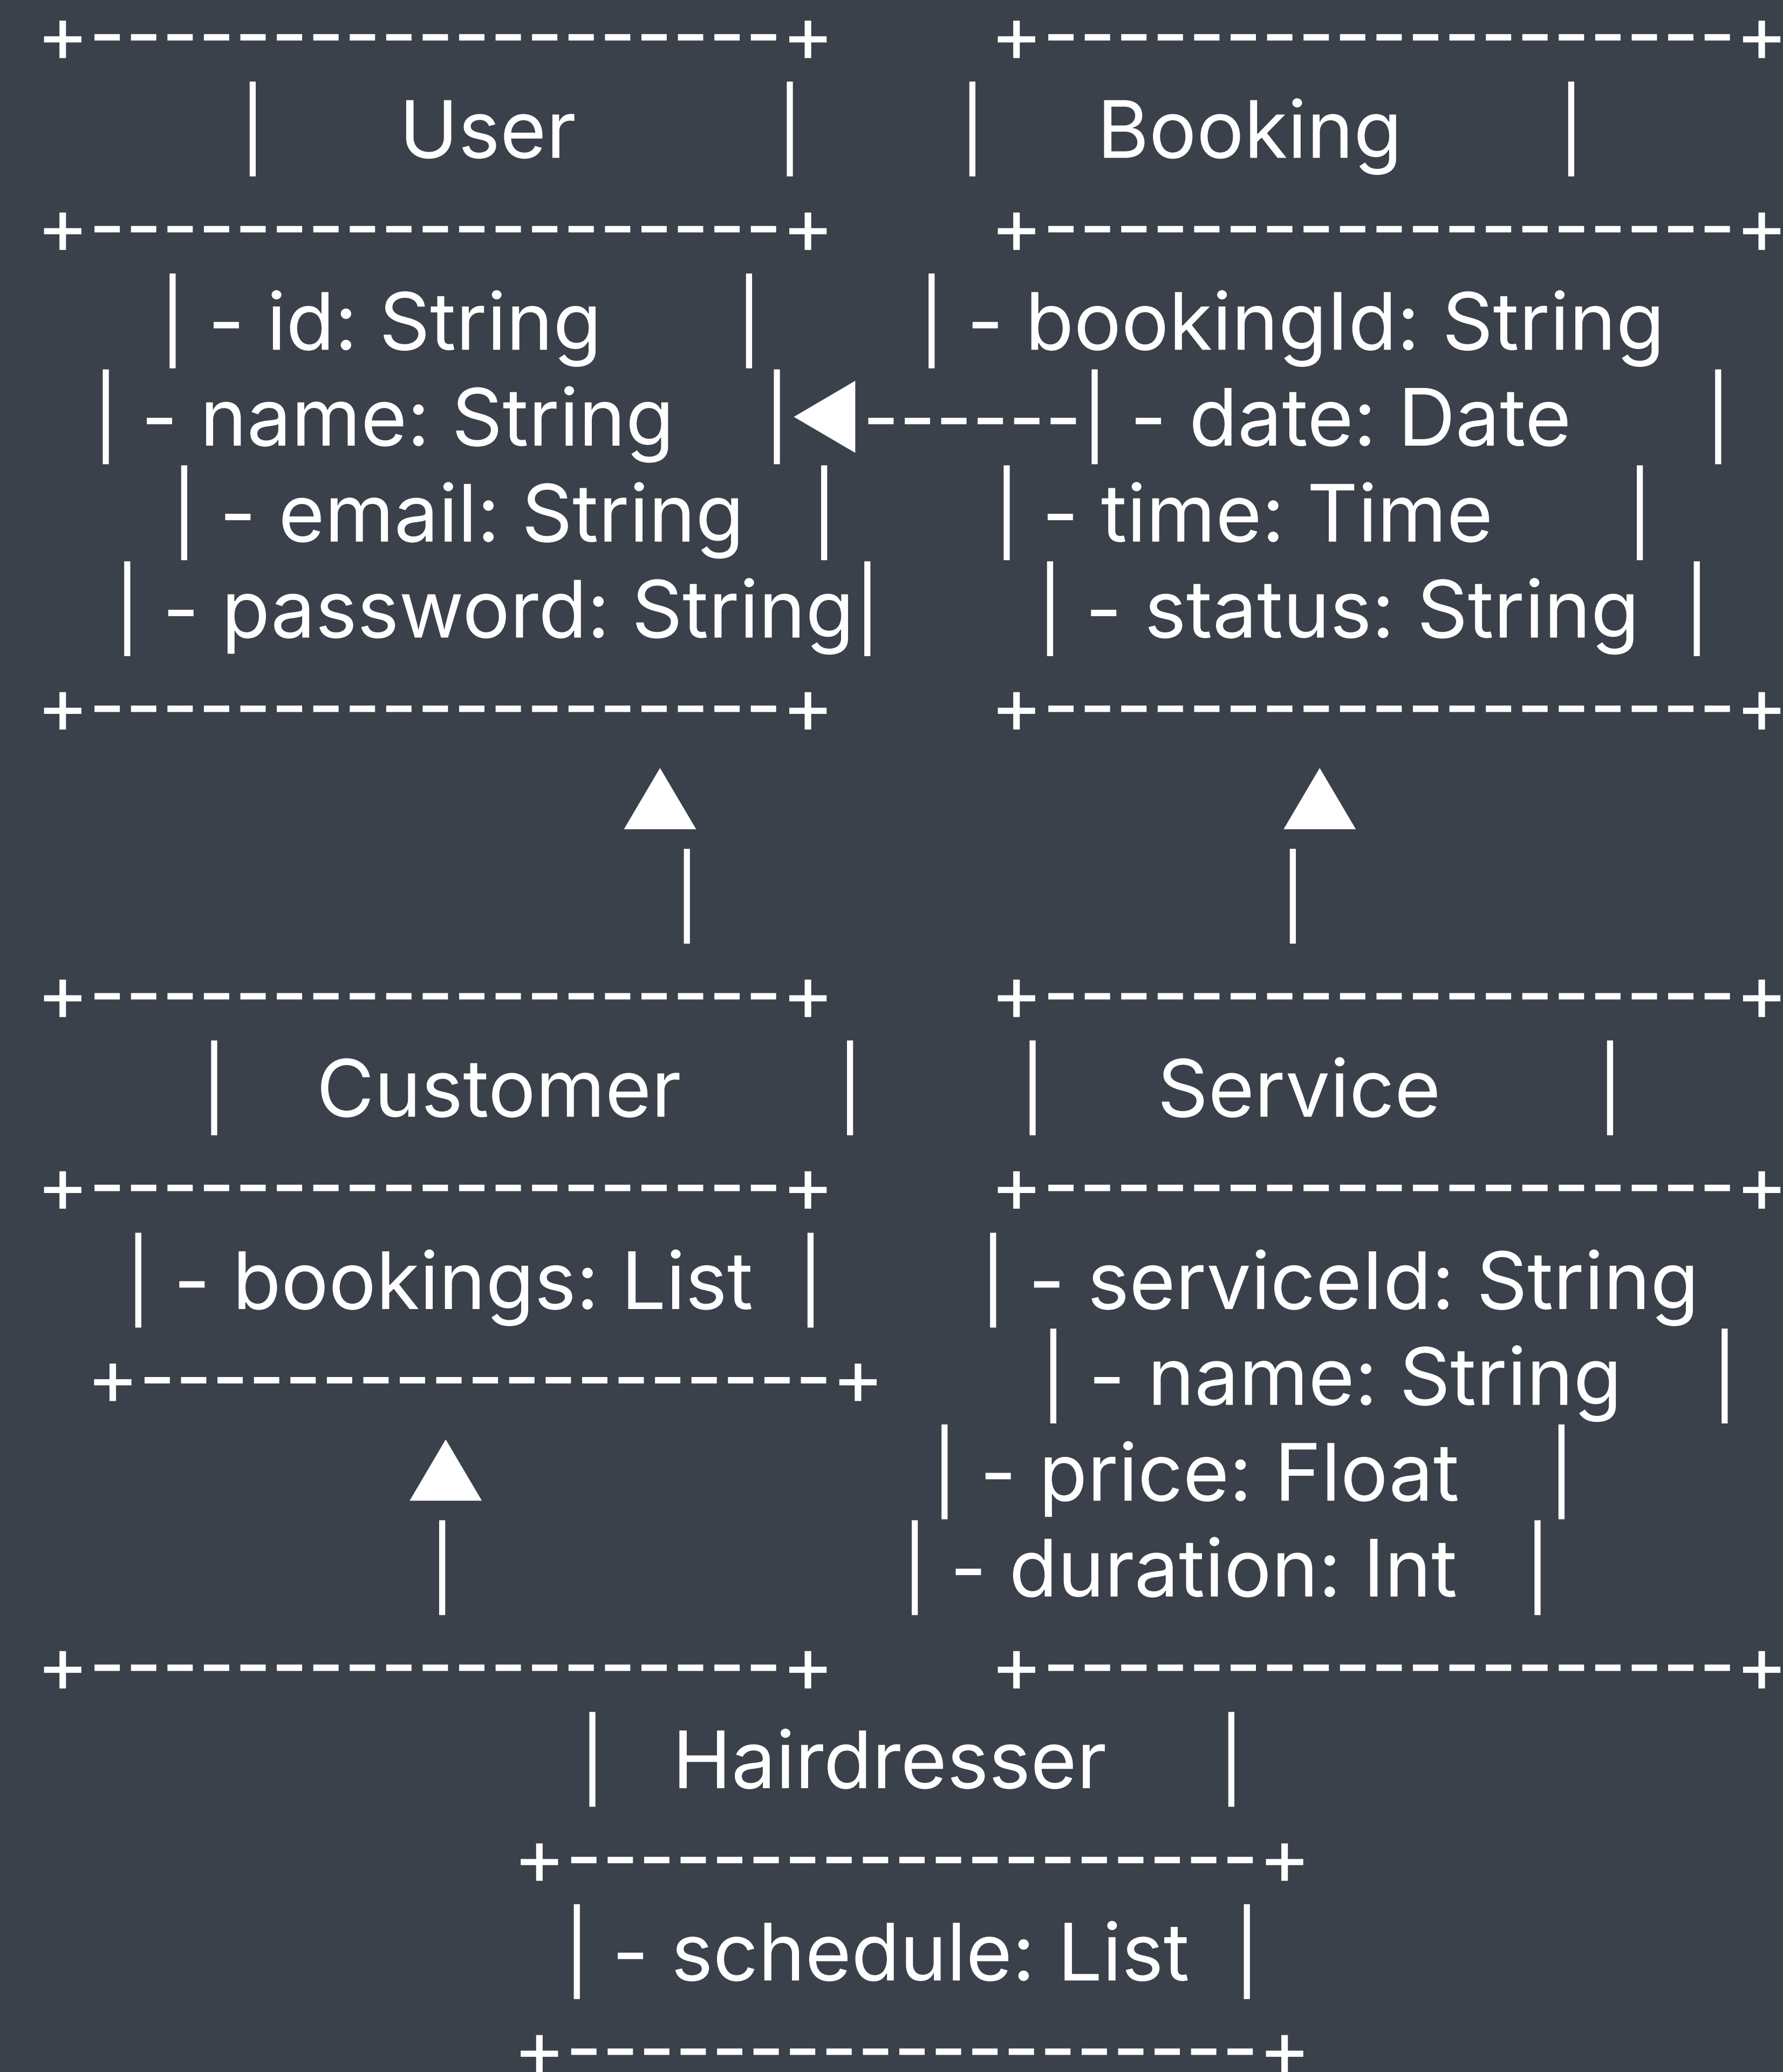 +-------------------+ +-------------------+
| User | | Booking |
+-------------------+ +-------------------+
| - id: String | | - bookingId: String
| - name: String |◀------| - date: Date |
| - email: String | | - time: Time |
| - password: String| | - status: String |
+-------------------+ +-------------------+
▲ ▲
| |
+-------------------+ +-------------------+
| Customer | | Service |
+-------------------+ +-------------------+
| - bookings: List | | - serviceId: String
+-------------------+ | - name: String |
▲ | - price: Float |
| | - duration: Int |
+-------------------+ +-------------------+
| Hairdresser |
+-------------------+
| - schedule: List |
+-------------------+